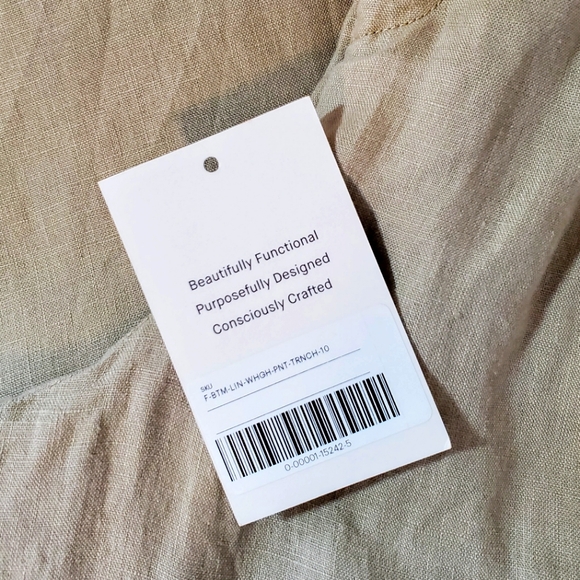 Beautifully Functional
Purposefully Designed
Consciously Crafted
SKU
F-BTM-LIN-WHGH-PNT-TRNCH-10
0-00001-15242-5